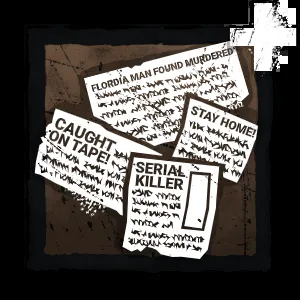 FLORDIA MAN FOUND MURDERED
STAY HOME!
CAUGHT
ON TAPE!
SERIAL
KILLER